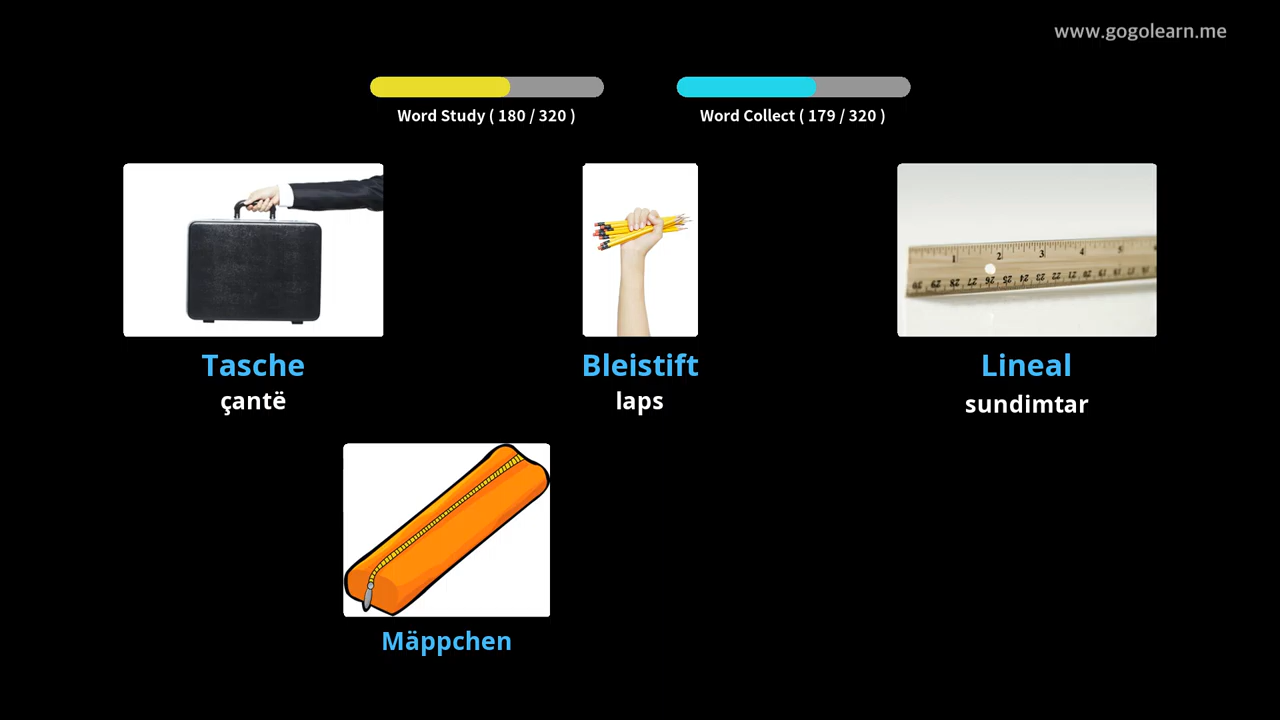 www.gogolearn.me
Word Study ( 180 / 320 )
Word Collect ( 179 / 320 )
Tasche
çantë
Bleistift
laps
Lineal
sundimtar
Mäppchen